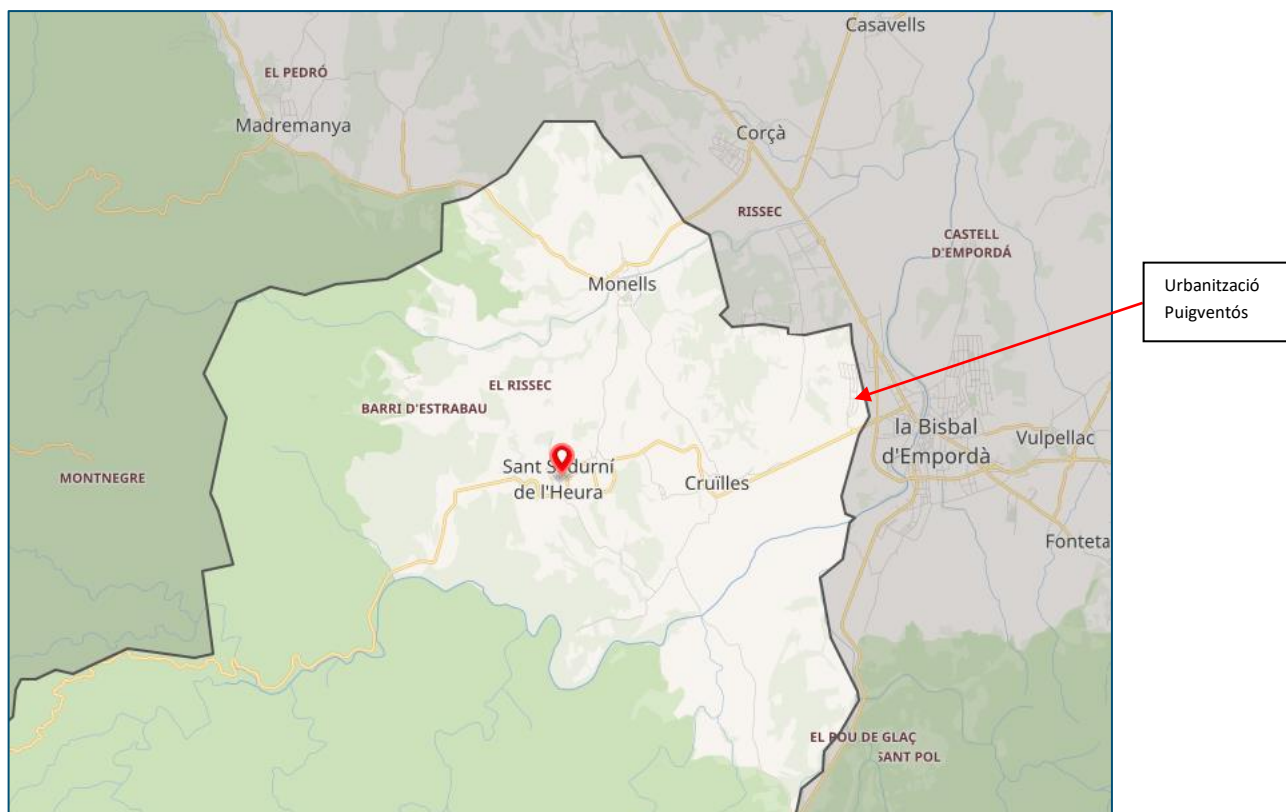 Casavells
EL PEDRÓ
Madremanya
Corçà
RISSEC
CASTELL
D'EMPORDÁ
Urbanització
Puigventós
Monells
EL RISSEC
BARRI D'ESTRABAU
la Bisbal
d'Empordà
Vulpellac
MONTNEGRE
Sant S durní
de l'Heura
Cruïlles
Fonteta
EL POU DE GLAÇ
SANT POL